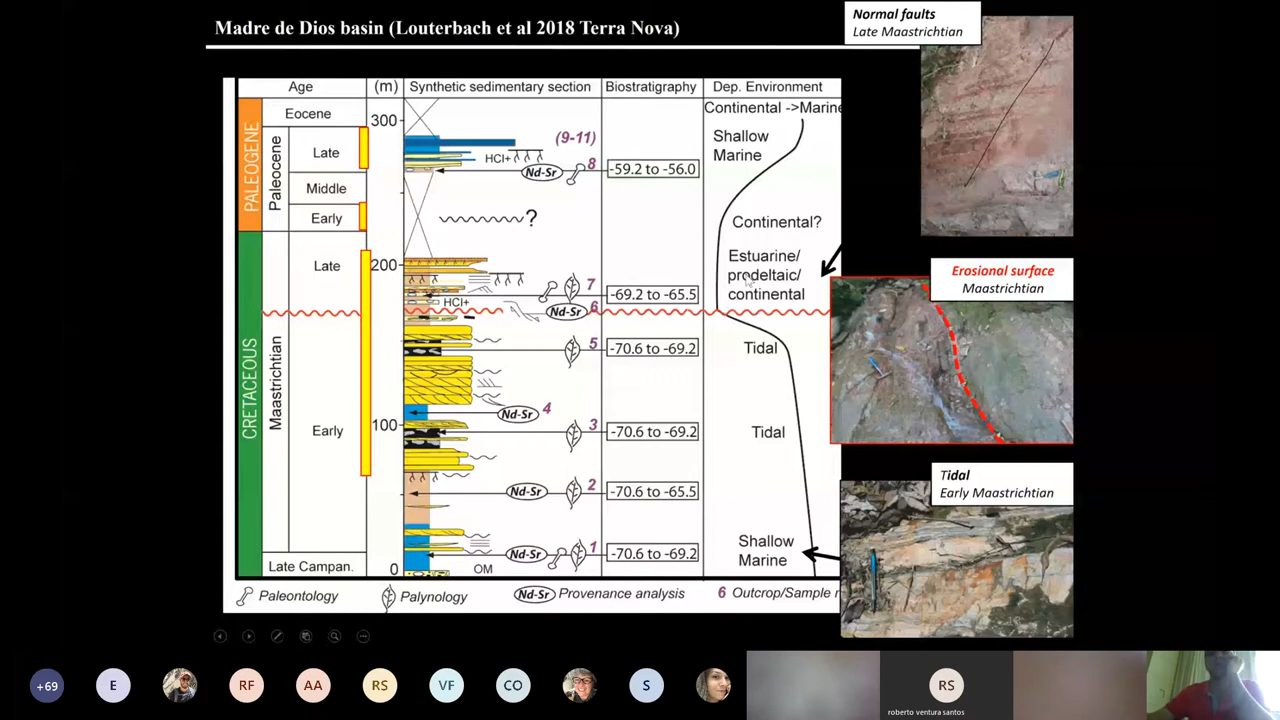 Madre de Dios basin (Louterbach et al 2018 Terra Nova)
Normal faults
Late Maastrichtian
Age
(m)
Synthetic sedimentary section
Biostratigraphy
Dep. Environment
PALEOGENE
Paleocene
Eocene
Late
Middle
Early
CRETACEOUS
Maastrichtian
Late
Early
Late Campan.
300
200
100
0
(9-11)
HCl+
Nd-Sr
8
?
7
HCl+
Nd-Sr
6
5
Nd-Sr
4
3
Nd-Sr
2
Nd-Sr
1
OM
-59.2 to -56.0
-69.2 to -65.5
-70.6 to -69.2
-70.6 to -69.2
-70.6 to -65.5
-70.6 to -69.2
Continental ->Marine
Shallow
Marine
Continental?
Estuarine/
prodeltaic/
continental
Tidal
Tidal
Shallow
Marine
Erosional surface
Maastrichtian
Tidal
Early Maastrichtian
Paleontology
Palynology
Nd-Sr Provenance analysis
6 Outcrop/Sample
+69
E
RF
AA
RS
VF
CO
S
RS
roberto ventura santos